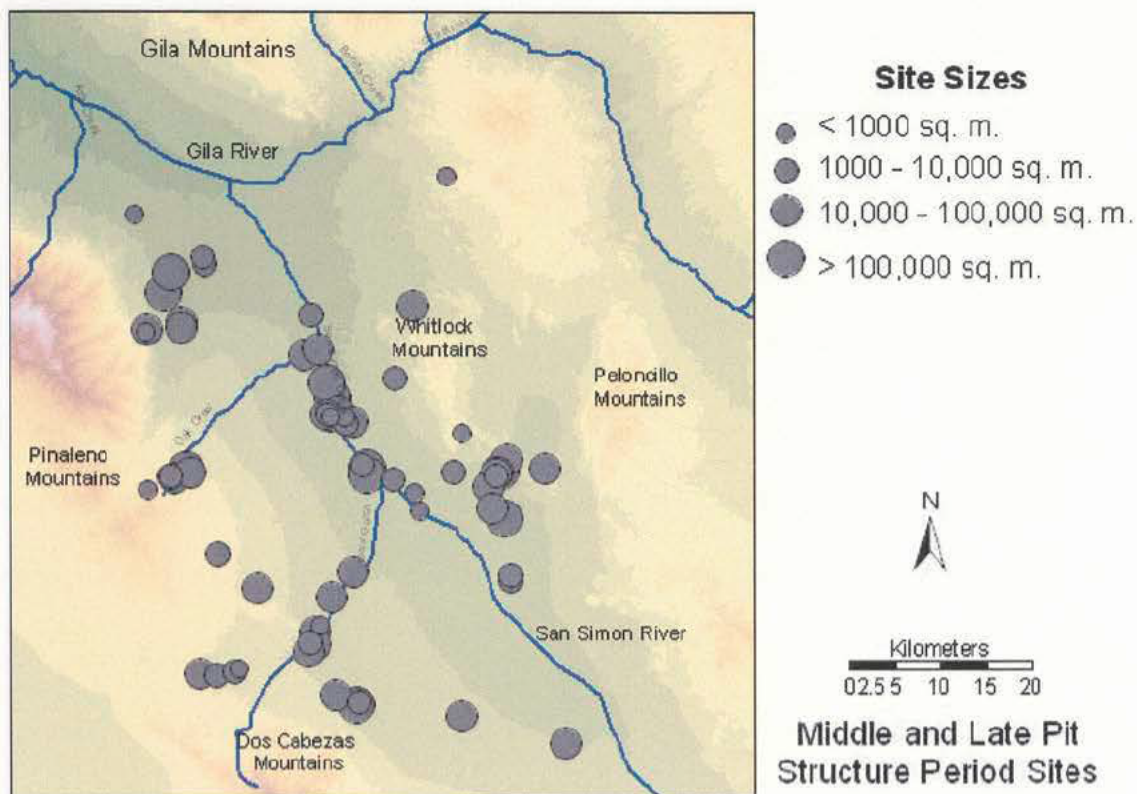 Gila Mountains
Gila River
Whitlock
Mountains
Peloncillo
Mountains
Pinaleno
Mountains
San Simon River
Dos Cabezas
Mountains
Site Sizes
< 1000 sq. m.
1000 - 10,000 sq. m.
10,000 - 100,000 sq. m.
> 100,000 sq. m.
N
Kilometers
0 2.5 5 10 15 20
Middle and Late Pit
Structure Period Sites